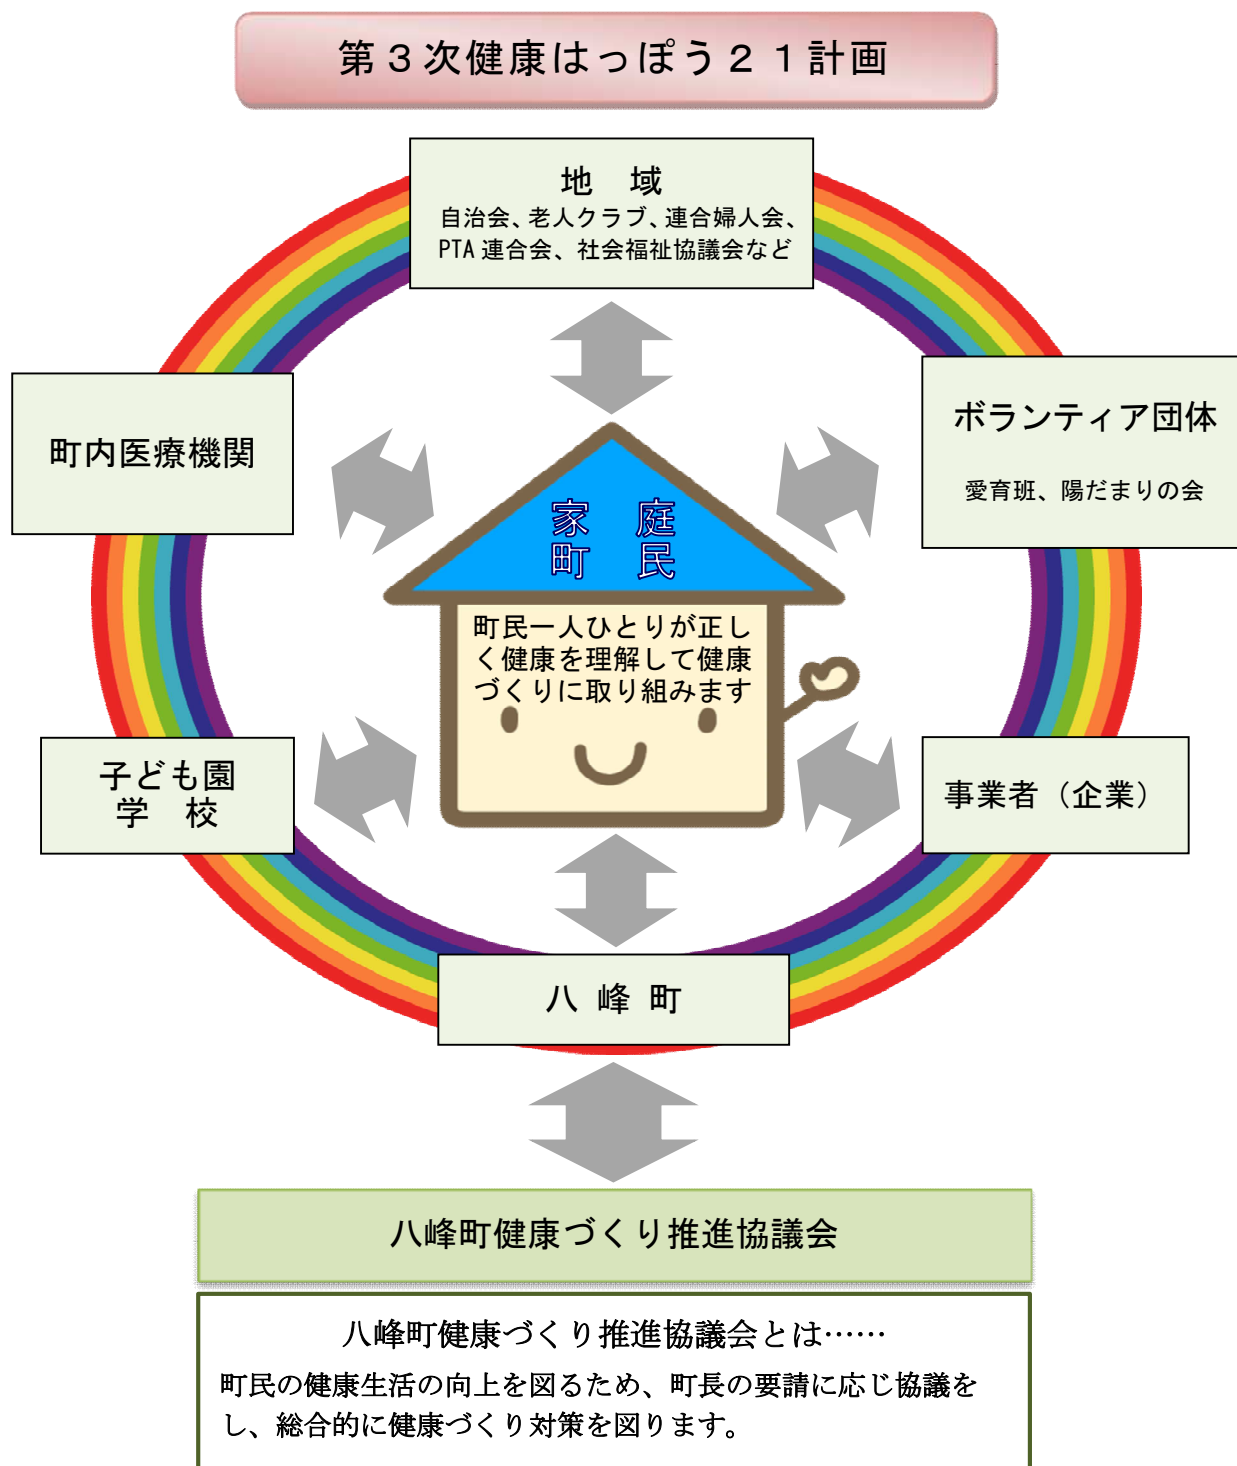 第３次健康はっぽう２１計画
地　域
自治会、老人クラブ、連合婦人会、
PTA連合会、社会福祉協議会など
町内医療機関
ボランティア団体
愛育班、陽だまりの会
家　庭
町　民
町民一人ひとりが正し
く健康を理解して健康
づくりに取り組みます
子ども園
学　校
事業者（企業）
八 峰 町
八峰町健康づくり推進協議会
八峰町健康づくり推進協議会とは……
町民の健康生活の向上を図るため、町長の要請に応じ協議を
し、総合的に健康づくり対策を図ります。